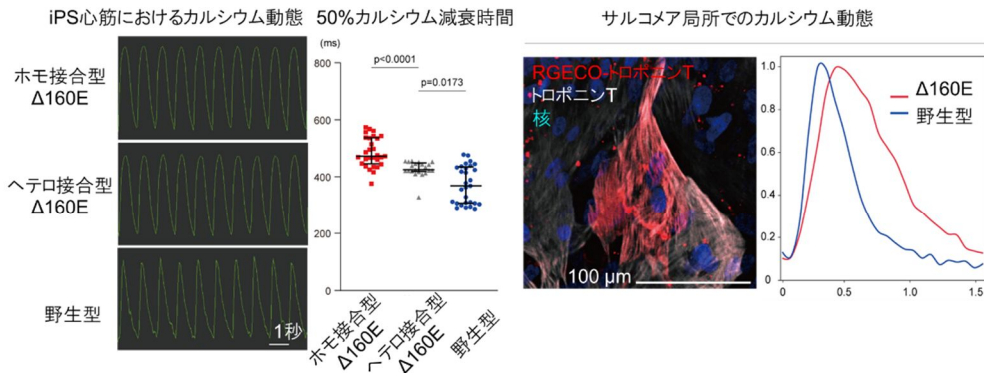 iPS心筋におけるカルシウム動態
ホモ接合型
Δ160E
ヘテロ接合型
Δ160E
野生型
1秒
50%カルシウム減衰時間
(ms)
800
600
400
200
0
p<0.0001
p=0.0173
ホモ接合型
Δ160E
ヘテロ接合型
Δ160E
野生型
サルコメア局所でのカルシウム動態
RGECO-トロポニンT
トロポニンT
核
100 μm
1.0
0.8
0.6
0.4
0.2
0
0
0.5
1.0
1.5
Δ160E
野生型